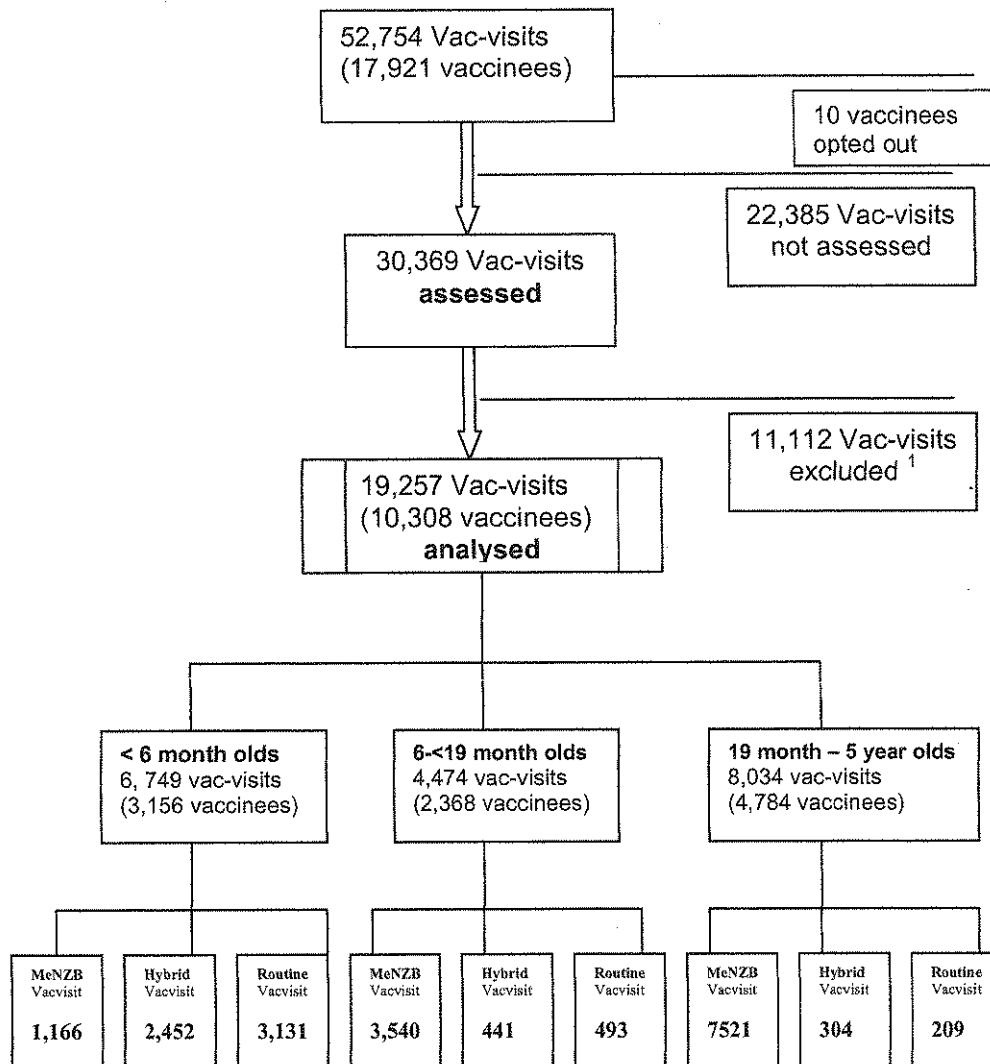 52,754 Vac-visits
(17,921 vaccinees)
10 vaccinees
opted out
22,385 Vac-visits
not assessed
30,369 Vac-visits
assessed
11,112 Vac-visits
excluded 1
19,257 Vac-visits
(10,308 vaccinees)
analysed
< 6 month olds
6, 749 vac-visits
(3,156 vaccinees)
6-<19 month olds
4,474 vac-visits
(2,368 vaccinees)
19 month – 5 year olds
8,034 vac-visits
(4,784 vaccinees)
MeNZB
Vacvisit
1,166
Hybrid
Vacvisit
2,452
Routine
Vacvisit
3,131
MeNZB
Vacvisit
3,540
Hybrid
Vacvisit
441
Routine
Vacvisit
493
MeNZB
Vacvisit
7521
Hybrid
Vacvisit
304
Routine
Vacvisit
209